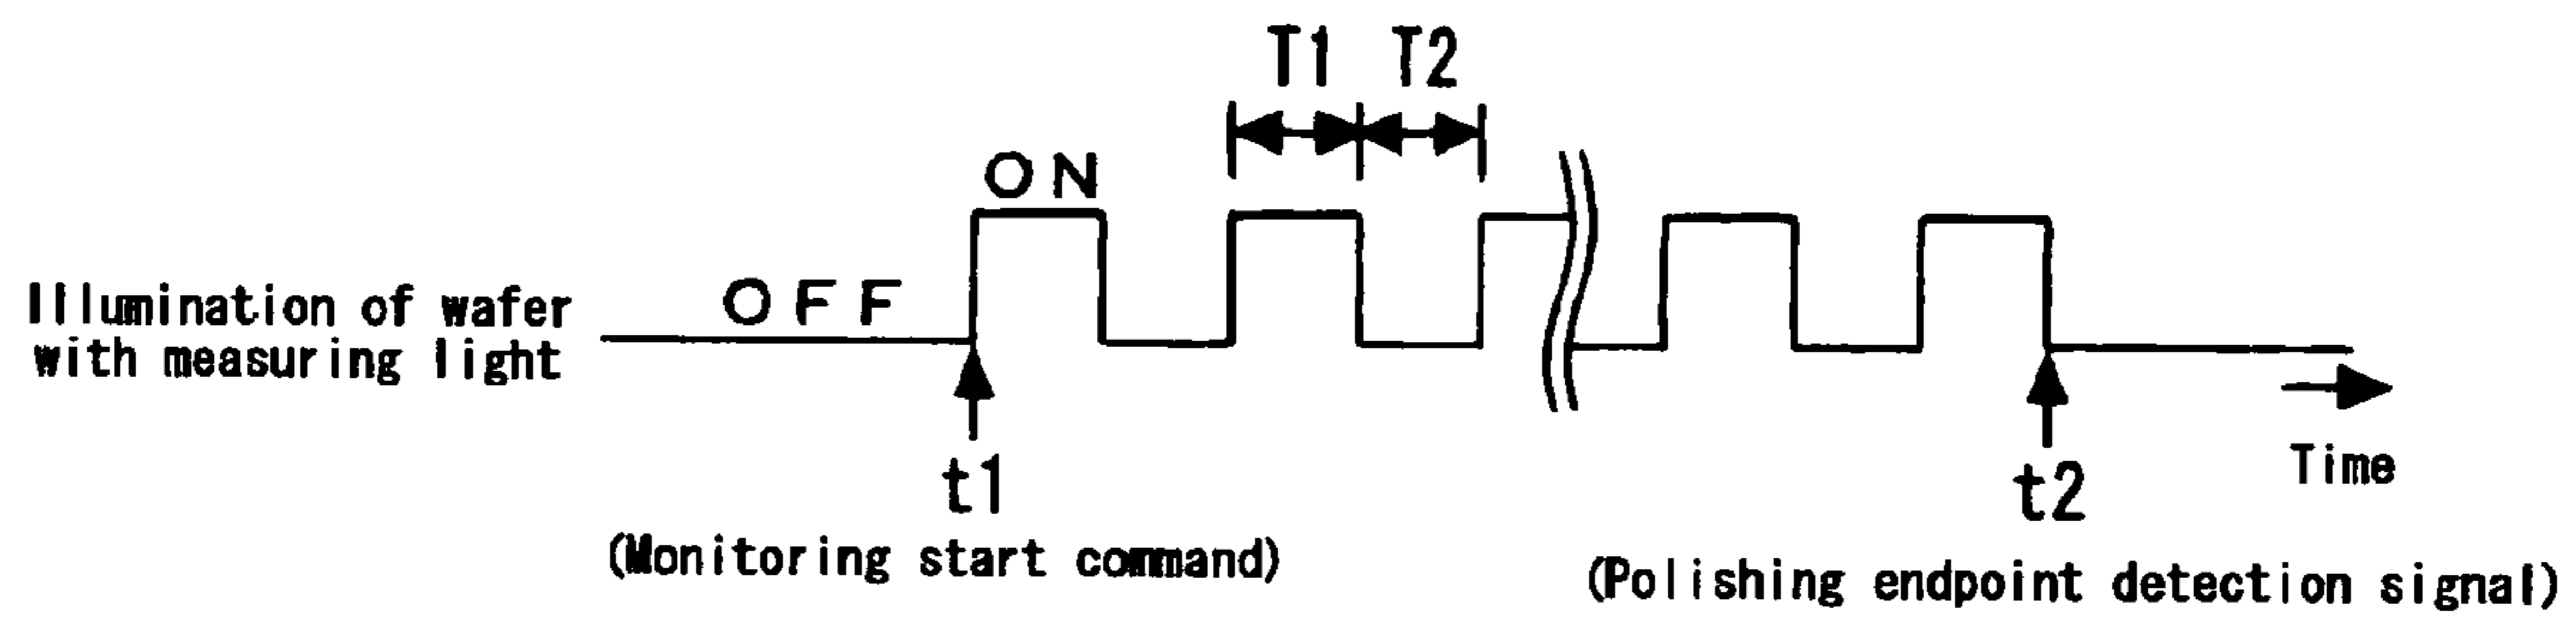 T1 T2
ON
OFF
Illumination of wafer
with measuring light
t1
(Monitoring start command)
t2
(Polishing endpoint detection signal)
Time